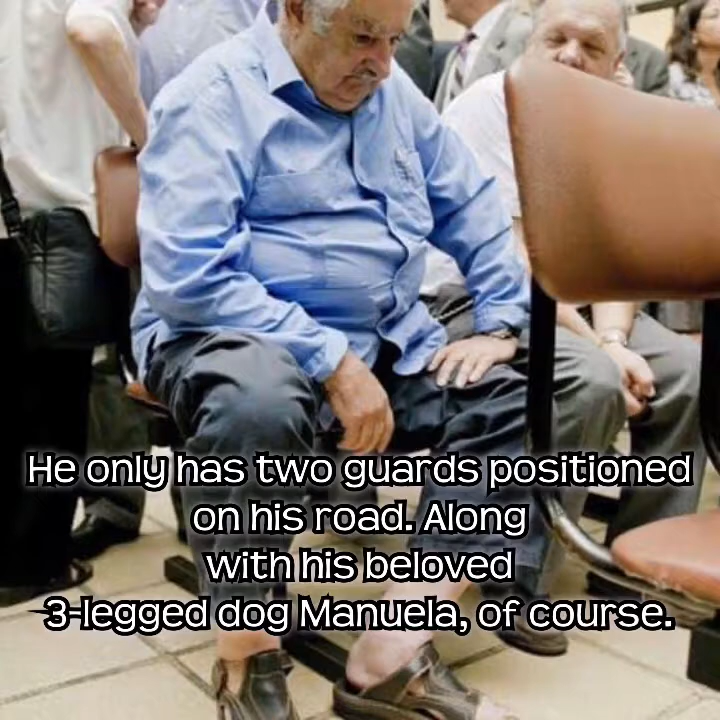 He only has two guards positioned
on his road. Along
with his beloved
3-legged dog Manuela, of course.